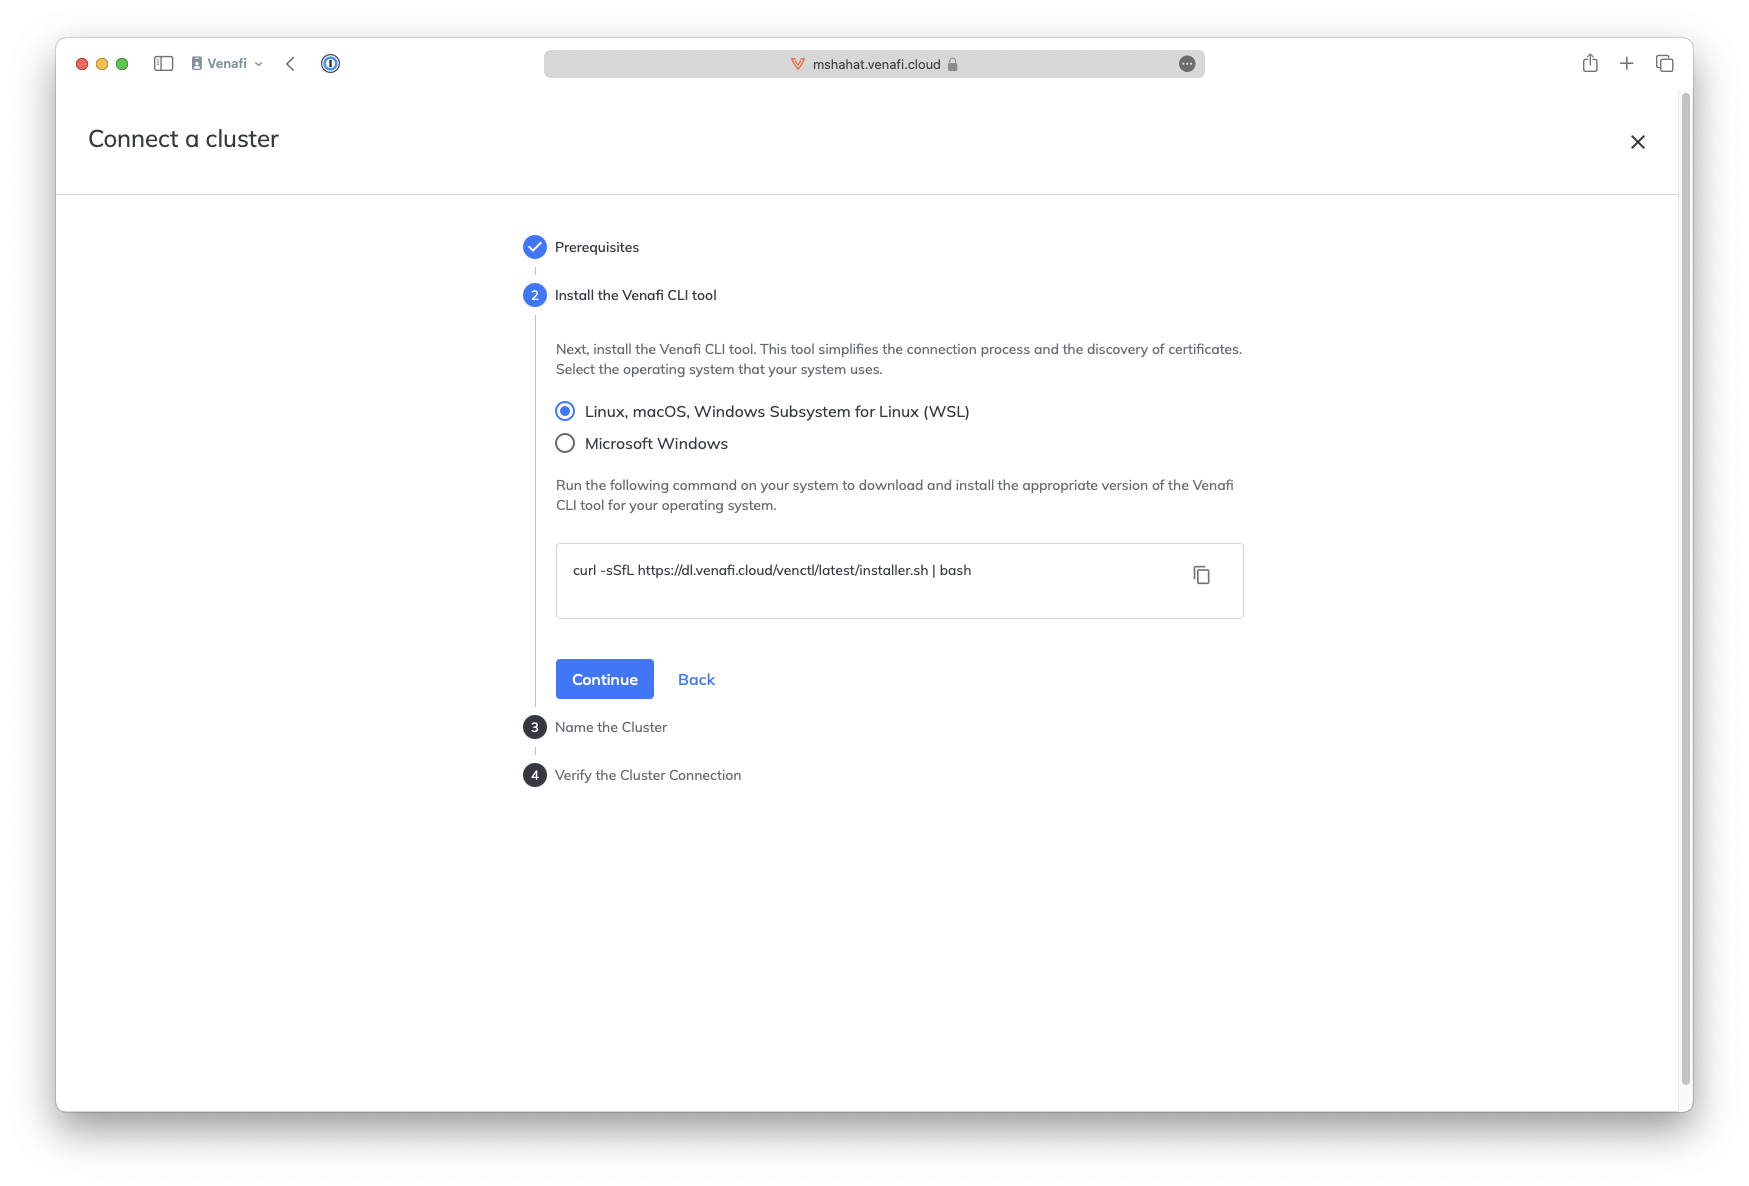 Venafi
mshahat.venafi.cloud
Connect a cluster
Prerequisites
2 Install the Venafi CLI tool
Next, install the Venafi CLI tool. This tool simplifies the connection process and the discovery of certificates.
Select the operating system that your system uses.
Linux, macOS, Windows Subsystem for Linux (WSL)
Microsoft Windows
Run the following command on your system to download and install the appropriate version of the Venafi
CLI tool for your operating system.
curl -sSfL https://dl.venafi.cloud/venctl/latest/installer.sh | bash
Continue Back
3 Name the Cluster
4 Verify the Cluster Connection